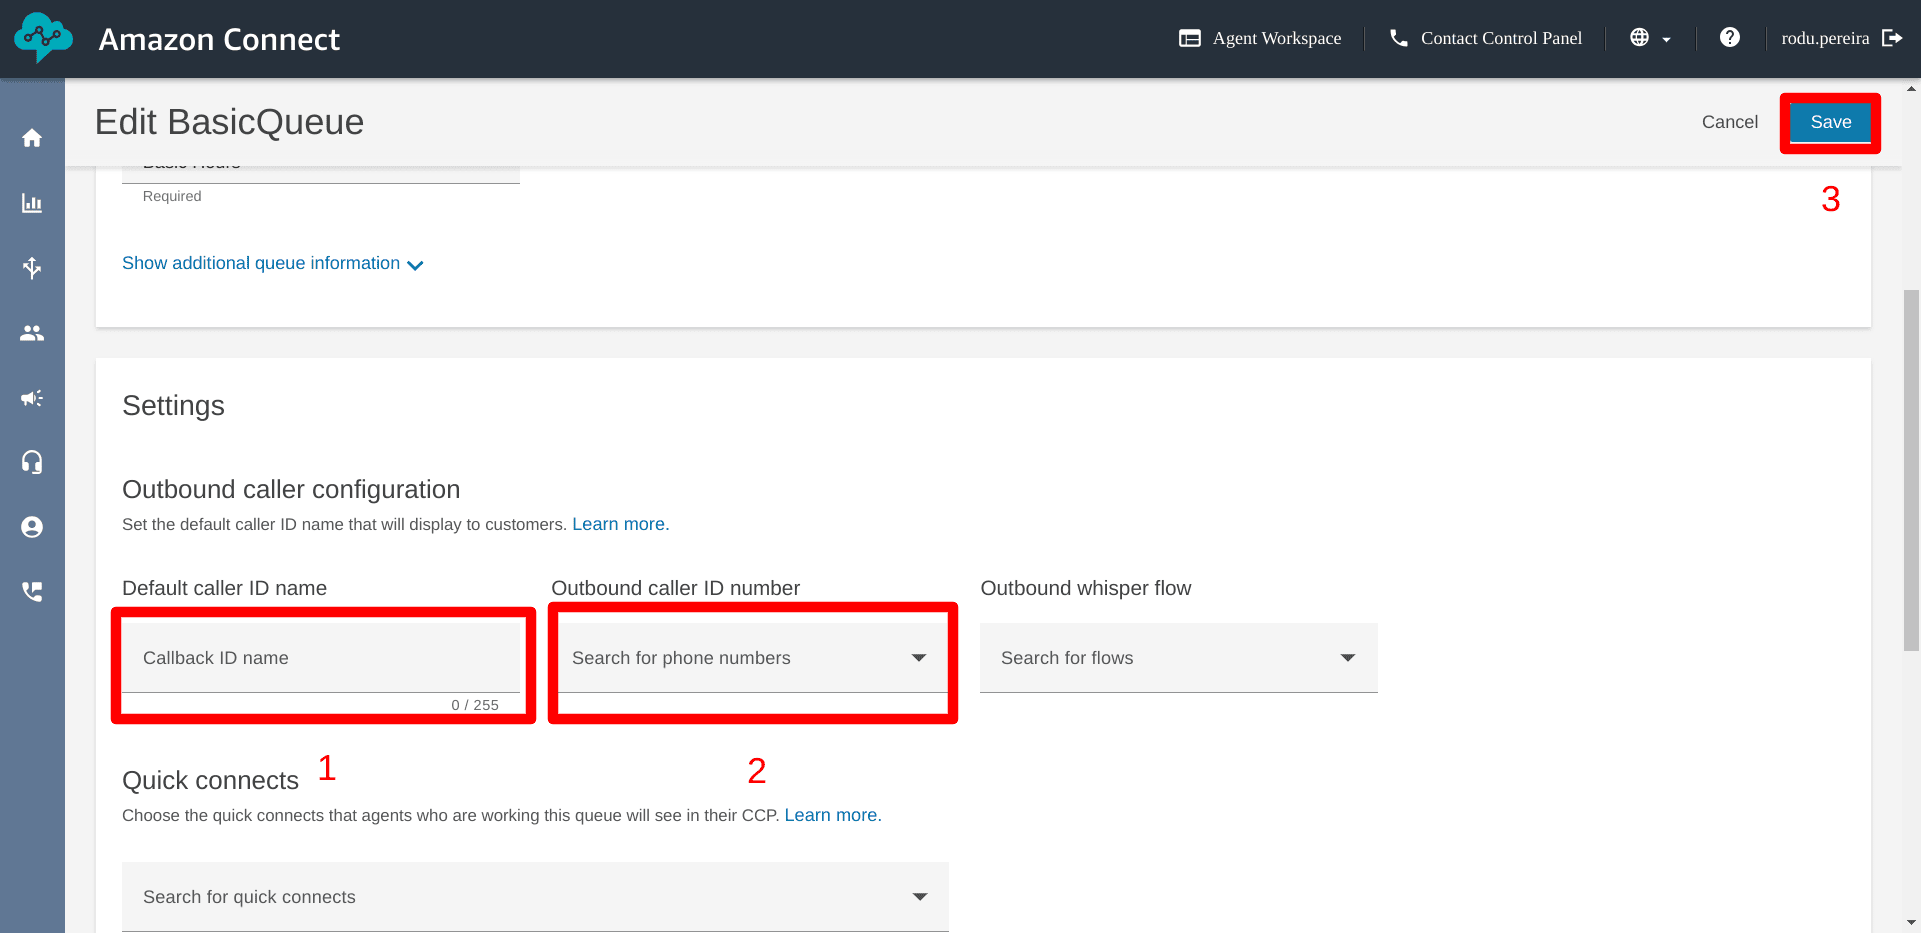 Amazon Connect
Agent Workspace
Contact Control Panel
rodu.pereira
Edit BasicQueue
Cancel
Save
Basic Hours
Required
3
Show additional queue information
Settings
Outbound caller configuration
Set the default caller ID name that will display to customers. Learn more.
Default caller ID name
Outbound caller ID number
Outbound whisper flow
Callback ID name
Search for phone numbers
Search for flows
0 / 255
1
2
Quick connects
Choose the quick connects that agents who are working this queue will see in their CCP. Learn more.
Search for quick connects